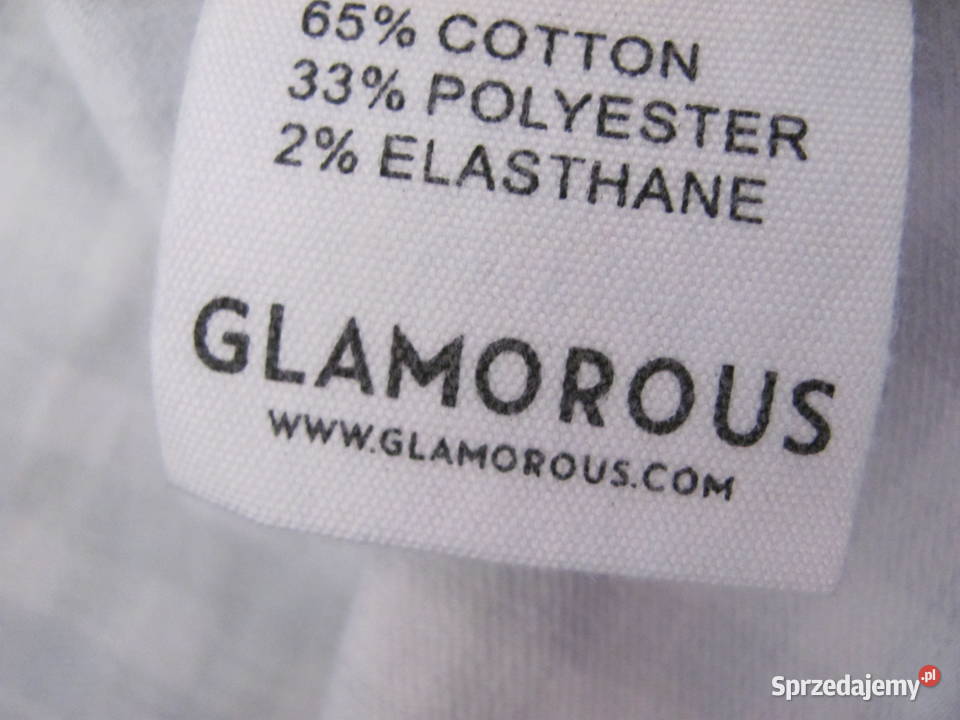 65% COTTON
33% POLYESTER
2% ELASTHANE
GLAMOROUS
WWW.GLAMOROUS.COM
Sprzedajemy.pl